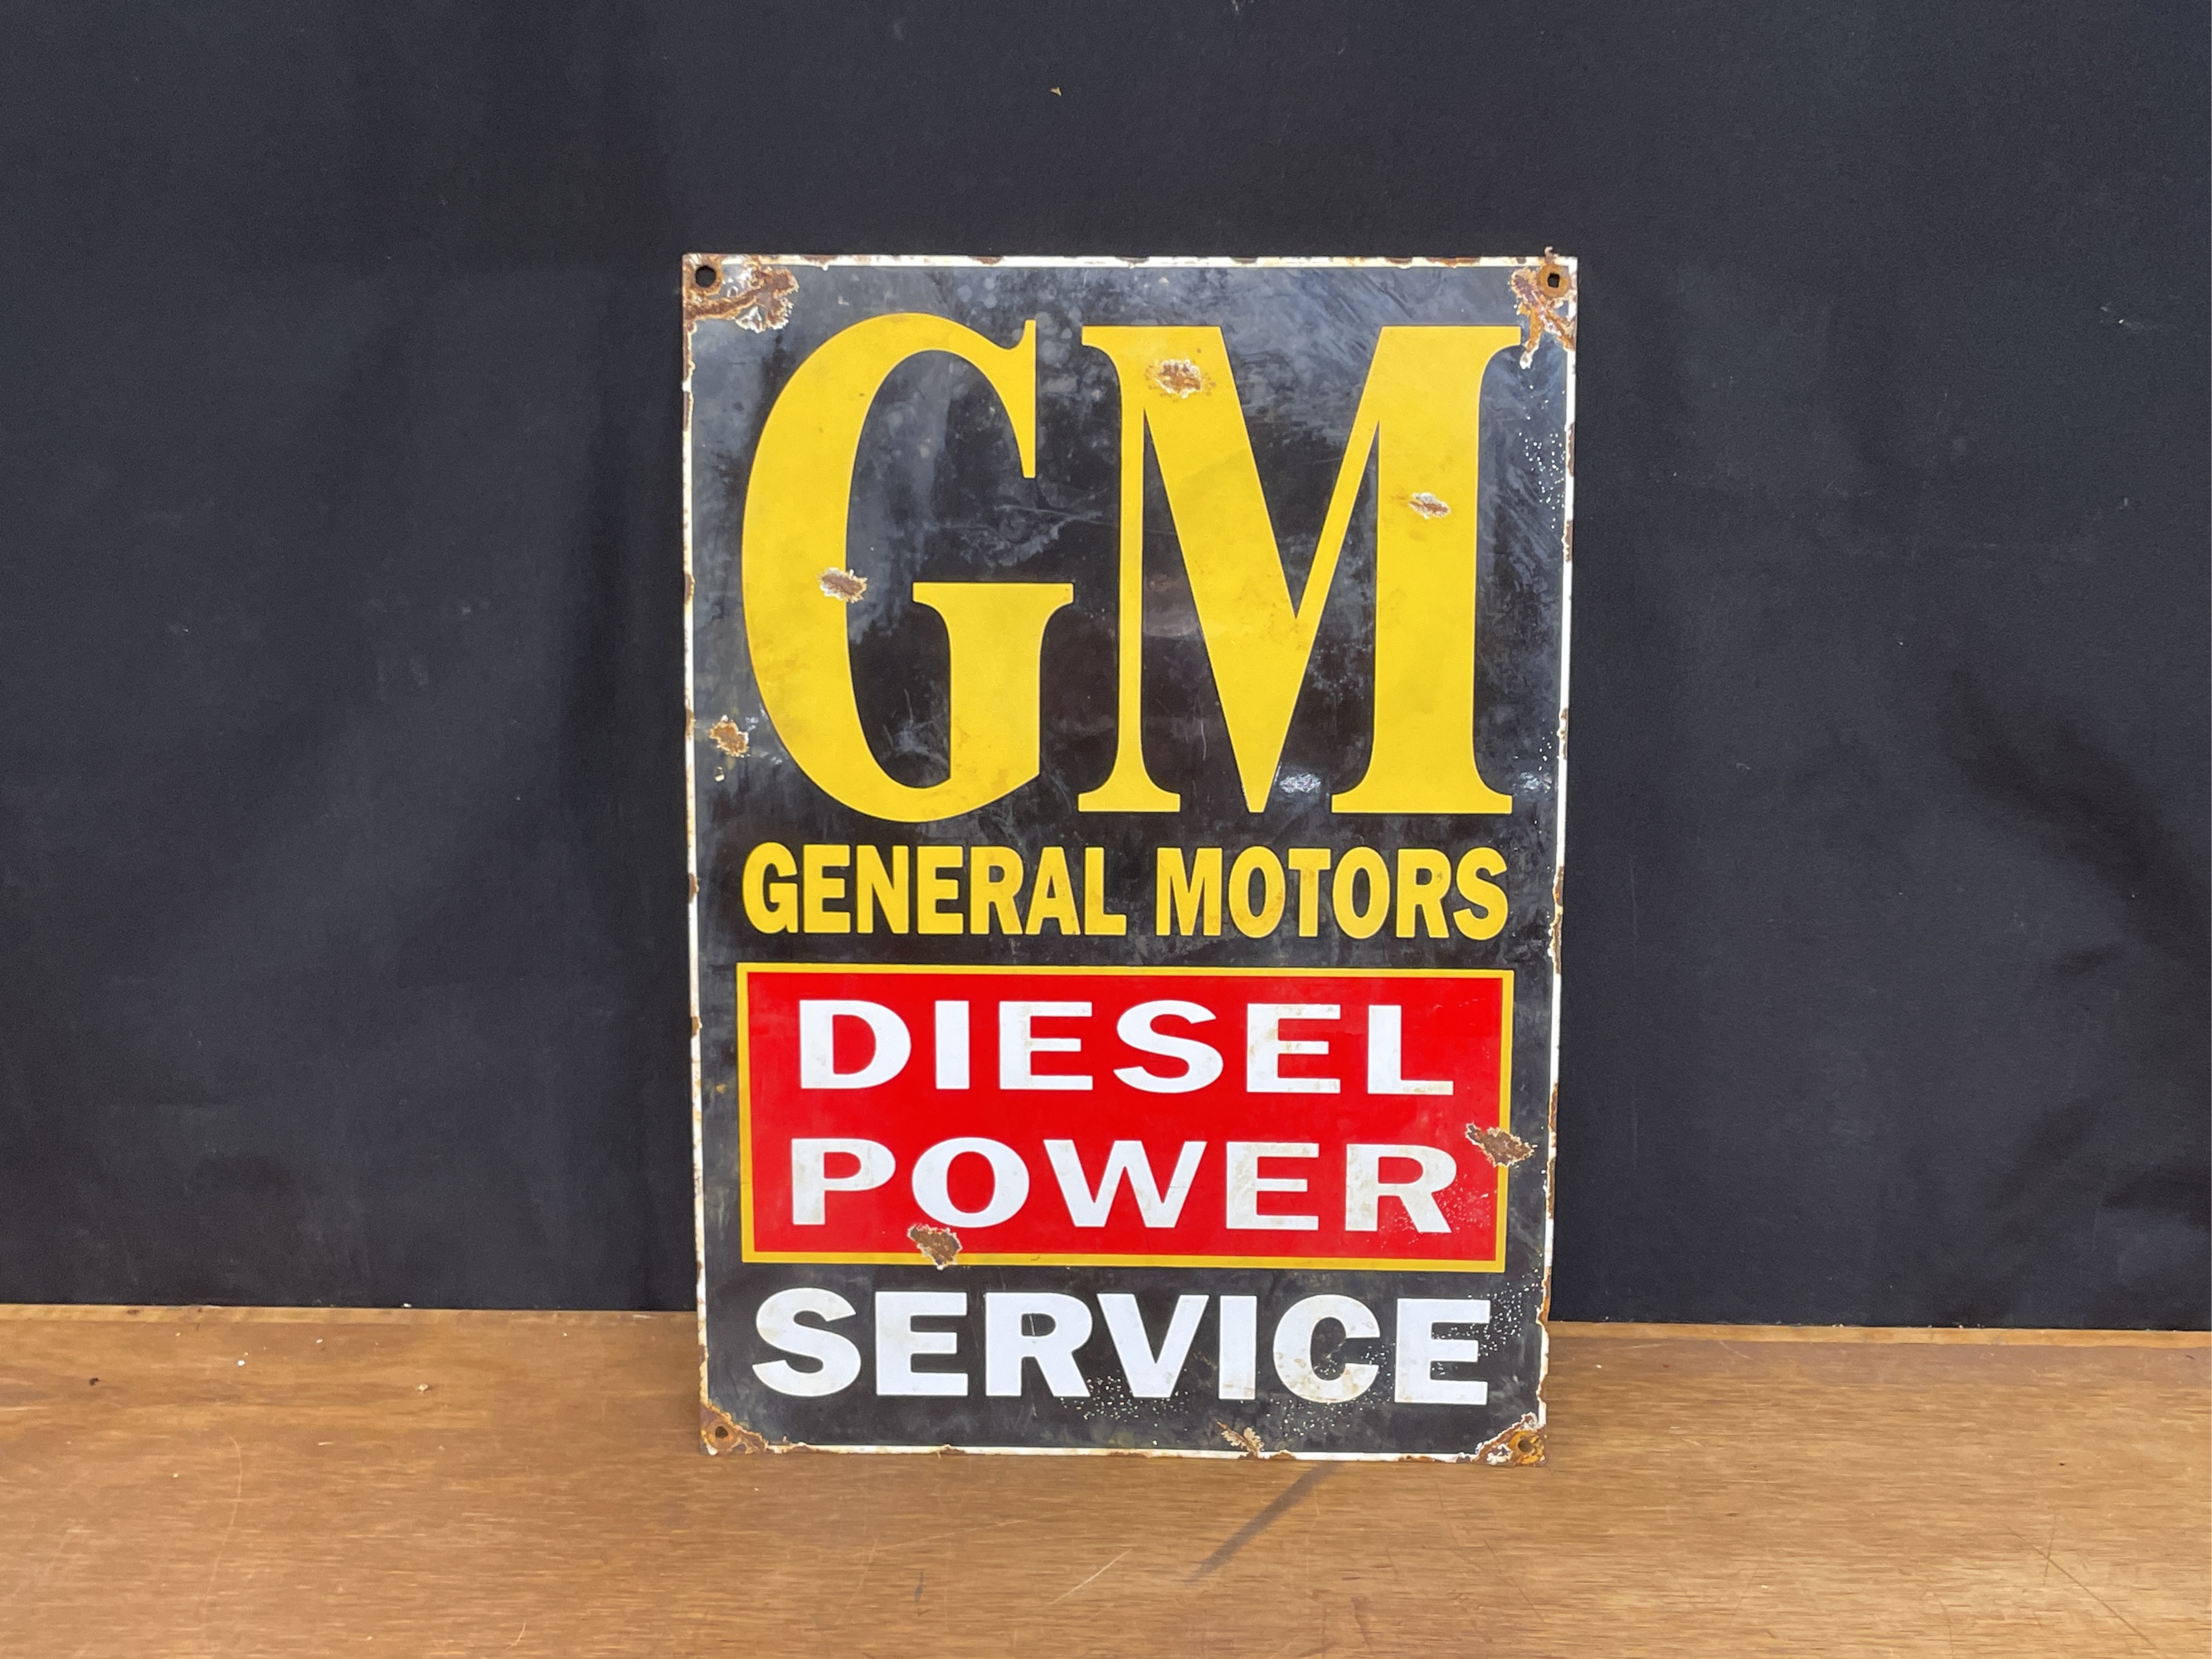 GM
GENERAL MOTORS
DIESEL
POWER
SERVICE